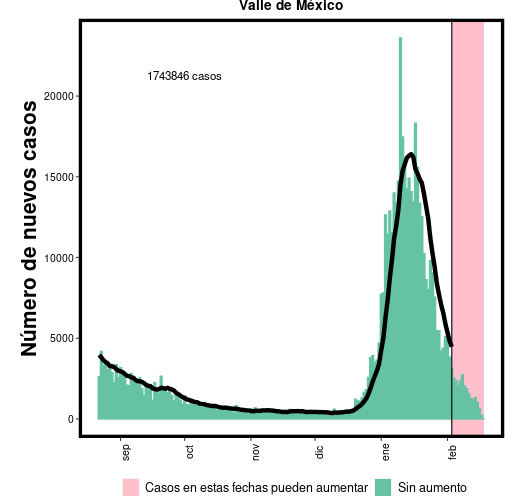 Valle de México
1743846 casos
Número de nuevos casos
20000
15000
10000
5000
0
sep
oct
nov
dic
ene
feb
Casos en estas fechas pueden aumentar
Sin aumento